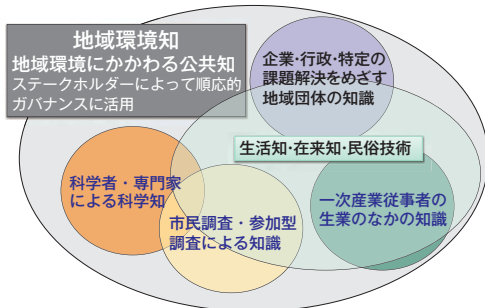 地域環境知
地域環境にかかわる公共知
ステークホルダーによって順応的
ガバナンスに活用
企業・行政・特定の
課題解決をめざす
地域団体の知識
生活知・在来知・民俗技術
科学者・専門家
による科学知
一次産業従事者の
生業のなかの知識
市民調査・参加型
調査による知識